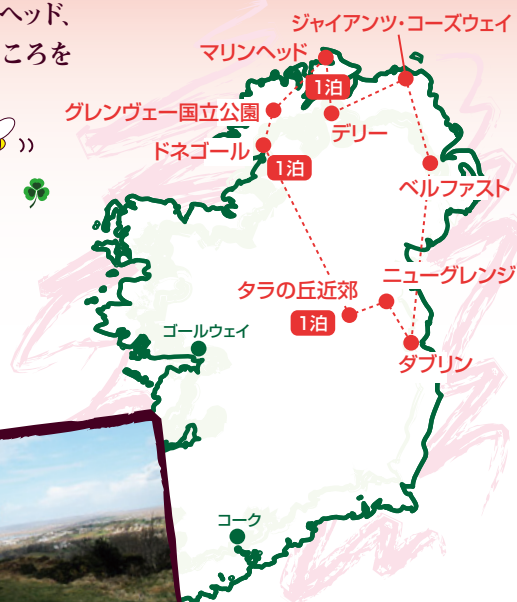 ヘッド、
ころを
ジャイアンツ・コーズウェイ
マリンヘッド
1泊
グレンヴェー国立公園
デリー
ドネゴール
1泊
ベルファスト
ニューグレンジ
タラの丘近郊
1泊
ゴールウェイ
ダブリン
コーク